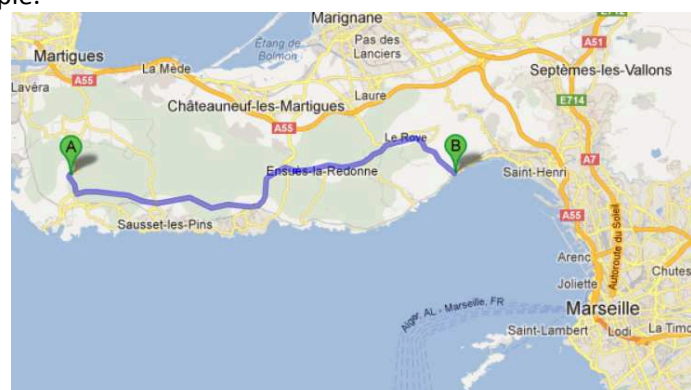 ple.
Marignane
A51
Martigues
Étang de
Bolmon
Pas des
Lanciers
Septèmes-les-Vallons
La Mède
A55
Lavéra
Laure
Châteauneuf-les-Martigues
E714
A55
Le Rove
A
B
Ensuès-la-Redonne
A7
Saint-Henri
Sausset-les-Pins
A55
Autoroute du Soleil
Arenc
Chutes
Joliette
Alger, AL - Marseille, FR
Marseille
Saint-Lambert
Lodi
La Timo